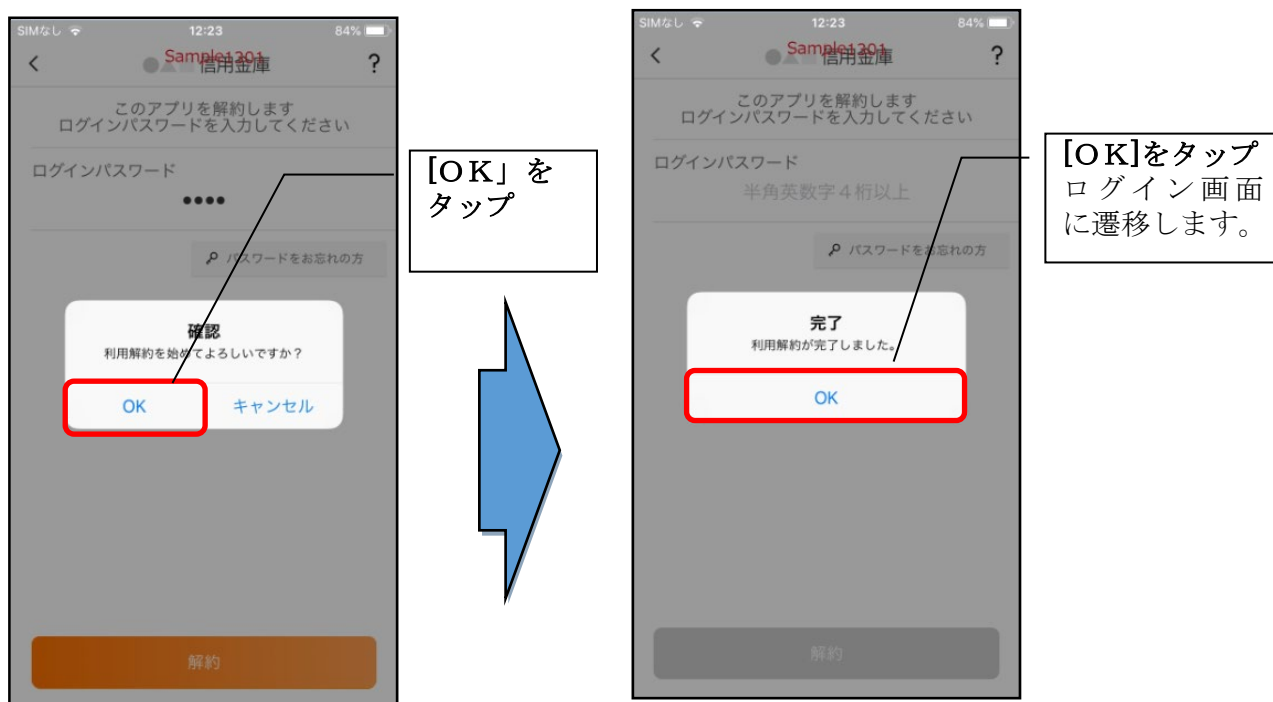 SIMなし 12:23 84%
Sample1201
●▲■信用金庫 ?
このアプリを解約します
ログインパスワードを入力してください
ログインパスワード
••••
パスワードをお忘れの方
確認
利用解約を始めてよろしいですか?
OK キャンセル
解約
[OK」を
タップ
SIMなし 12:23 84%
Sample1201
●▲■信用金庫 ?
このアプリを解約します
ログインパスワードを入力してください
ログインパスワード
半角英数字4桁以上
パスワードをお忘れの方
完了
利用解約が完了しました。
OK
解約
[OK]をタップ
ログイン画面
に遷移します。